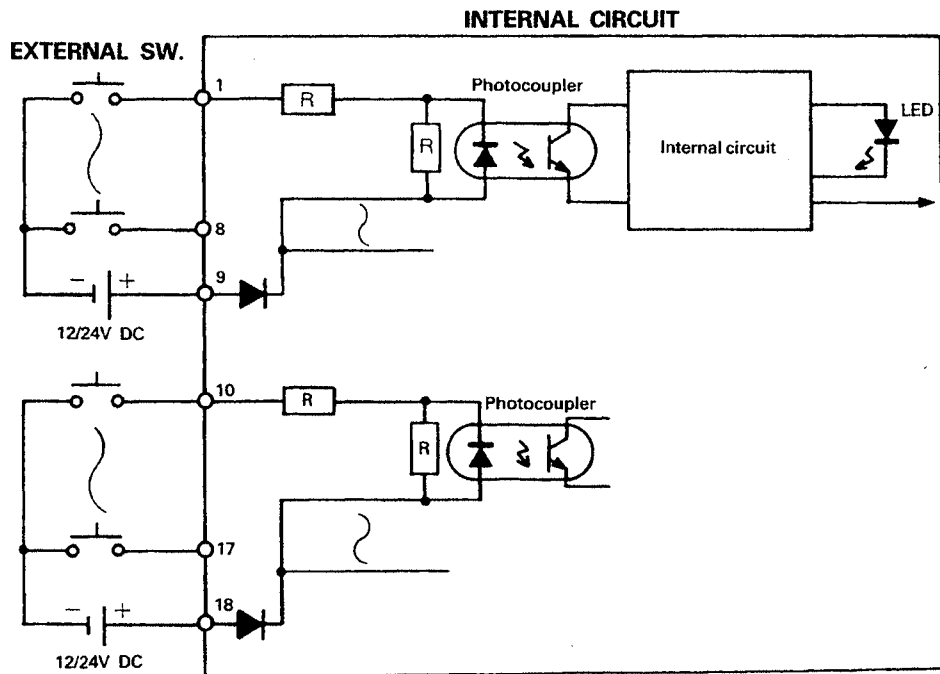 INTERNAL CIRCUIT
EXTERNAL SW.
1
R
R
Photocoupler
Internal circuit
LED
8
9
− +
12/24V DC
10
R
R
Photocoupler
17
18
− +
12/24V DC